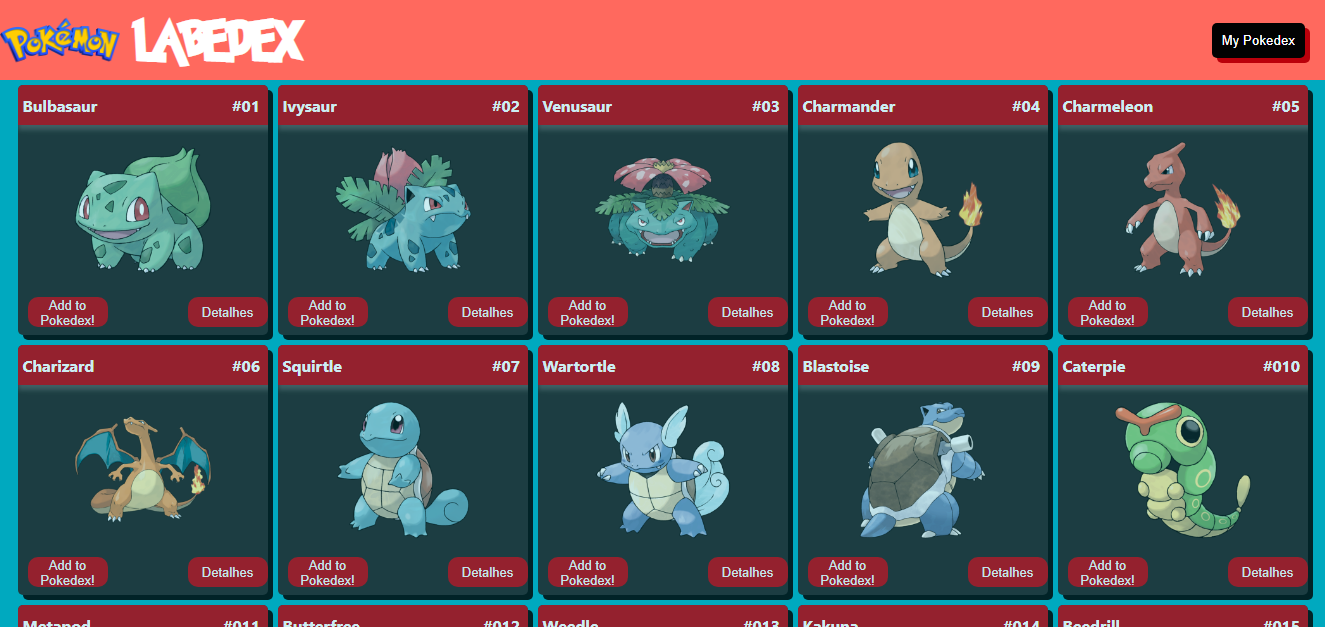 POKéMON LABEDEX
My Pokedex
Bulbasaur #01 Ivysaur #02 Venusaur #03 Charmander #04 Charmeleon #05
Add to Detalhes Add to Detalhes Add to Detalhes Add to Detalhes Add to Detalhes
Pokedex! Pokedex! Pokedex! Pokedex! Pokedex!
Charizard #06 Squirtle #07 Wartortle #08 Blastoise #09 Caterpie #010
Add to Detalhes Add to Detalhes Add to Detalhes Add to Detalhes Add to Detalhes
Pokedex! Pokedex! Pokedex! Pokedex! Pokedex!
Metapod #011 Butterfree #012 Weedle #013 Kakuna #014 Beedrill #015